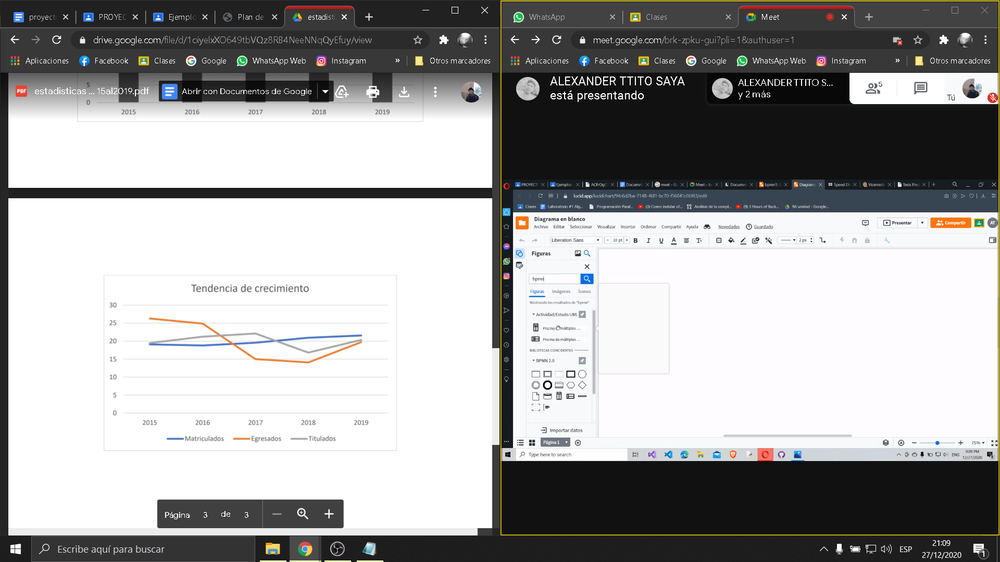 proyect
PROYEC
Ejemplo
Plan de
estadisti
drive.google.com/file/d/1oiyelxXO649tbVQz8RB4NeeNNqQyEfuy/view
Aplicaciones
Facebook
Clases
Google
WhatsApp Web
Instagram
»
Otros marcadores
PDF
estadisticas ... 15al2019.pdf
Abrir con Documentos de Google
5
0
2015 2016 2017 2018 2019
Tendencia de crecimiento
30
25
20
15
10
5
0
2015 2016 2017 2018 2019
Matriculados Egresados Titulados
Página 3 de 3
WhatsApp
Clases
Meet
meet.google.com/brk-zpku-gui?pli=1&authuser=1
Aplicaciones
Facebook
Clases
Google
WhatsApp Web
Instagram
»
Otros marcadores
ALEXANDER TTITO SAYA
está presentando
ALEXANDER TTITO S...
y 2 más
5
Tú
PROYECT
Ejemplos
ACFrOgC
Document
meet - G
Meet - br
Documen
bpmn1: L
Diagrama
Speed Di
Vicerrect
Tesis Preg
lucid.app/lucidchart/94c6d2ba-7148-46f1-bc70-f56041c06f83/edit
Clases
Laboratorio #1 Alg...
Programación Paral...
(3) Como instalar of...
Análisis de la compl...
(9) 3 Hours of Back...
Mi unidad - Google...
Diagrama en blanco
Archivo Editar Seleccionar Visualizar Insertar Ordenar Compartir Ayuda Novedades Guardado
Presentar
Compartir
AT
Liberation Sans
10 pt
B I U A T
2 px
Figuras
bpmn
Figuras Imágenes Íconos
Mostrando los resultados de "bpmn"
Actividad/Estado UML
Piscina de múltiples ...
Piscina de múltiples ...
BIBLIOTECAS COINCIDENTES
BPMN 2.0
Importar datos
Página 1
75%
Type here to search
ENG
9:09 PM
12/27/2020
8
Escribe aquí para buscar
ESP
21:09
27/12/2020
1